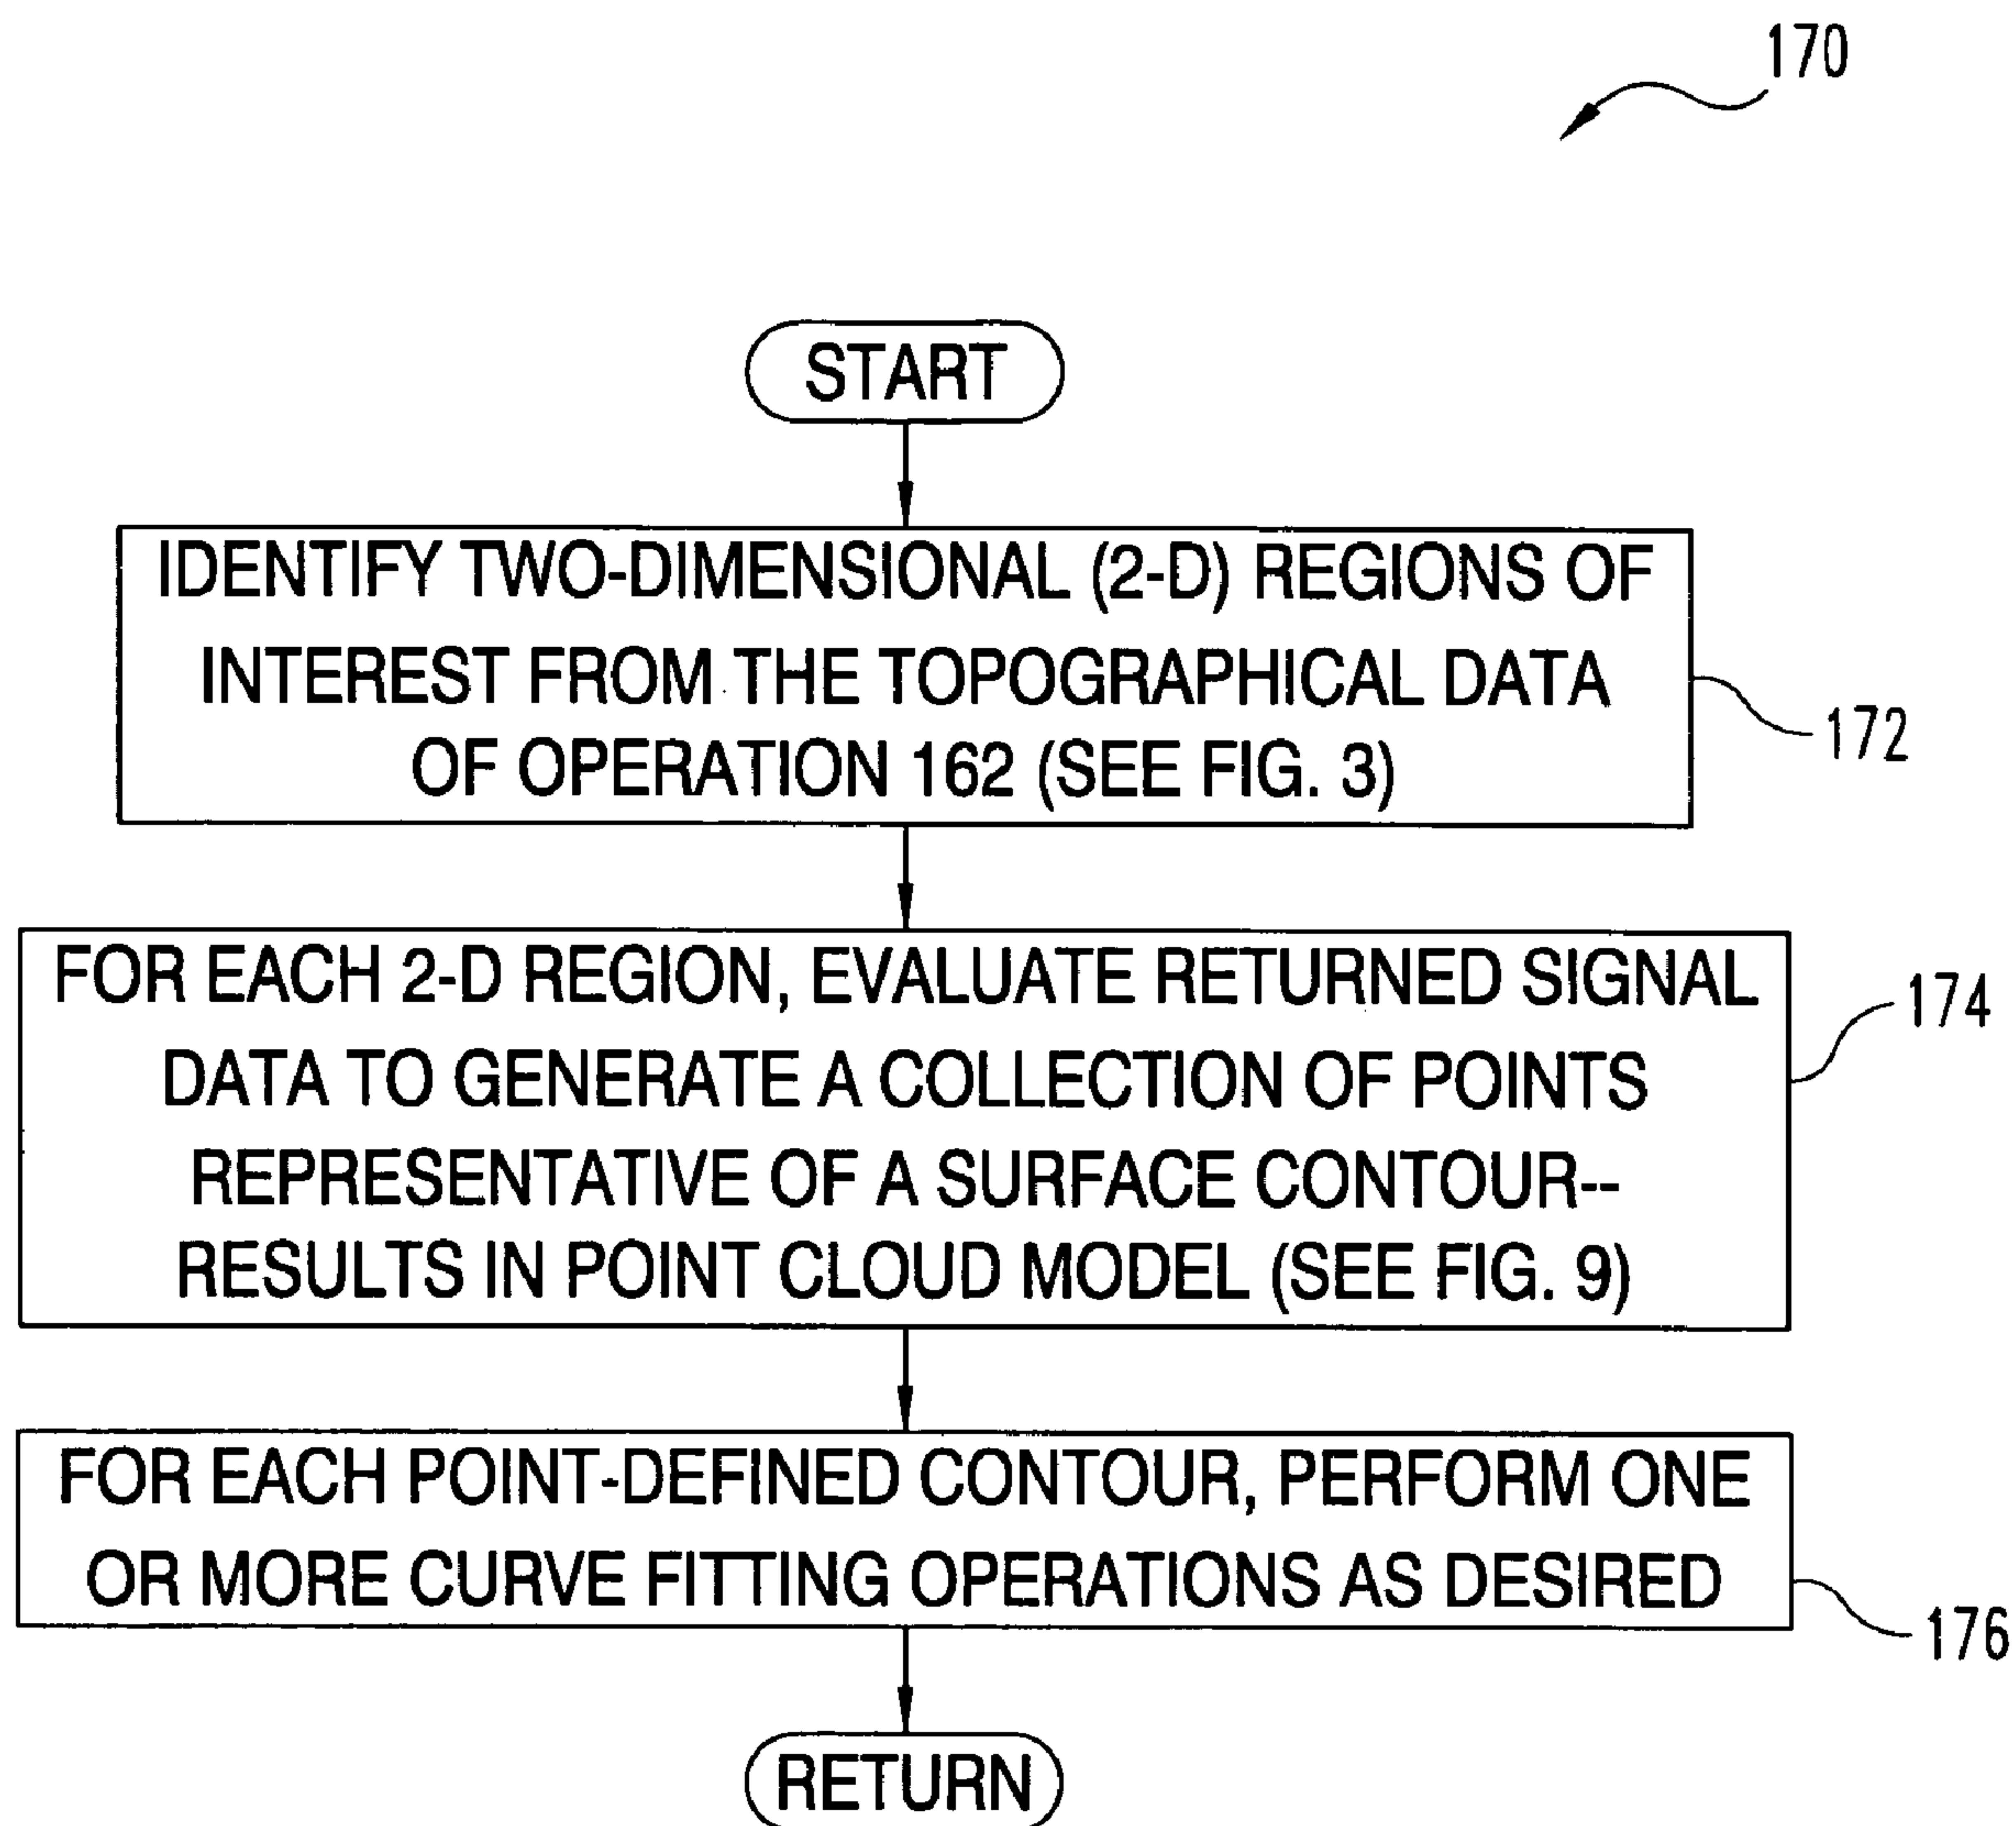 170
START
IDENTIFY TWO-DIMENSIONAL (2-D) REGIONS OF
INTEREST FROM THE TOPOGRAPHICAL DATA
OF OPERATION 162 (SEE FIG. 3)
172
FOR EACH 2-D REGION, EVALUATE RETURNED SIGNAL
DATA TO GENERATE A COLLECTION OF POINTS
REPRESENTATIVE OF A SURFACE CONTOUR--
RESULTS IN POINT CLOUD MODEL (SEE FIG. 9)
174
FOR EACH POINT-DEFINED CONTOUR, PERFORM ONE
OR MORE CURVE FITTING OPERATIONS AS DESIRED
176
RETURN